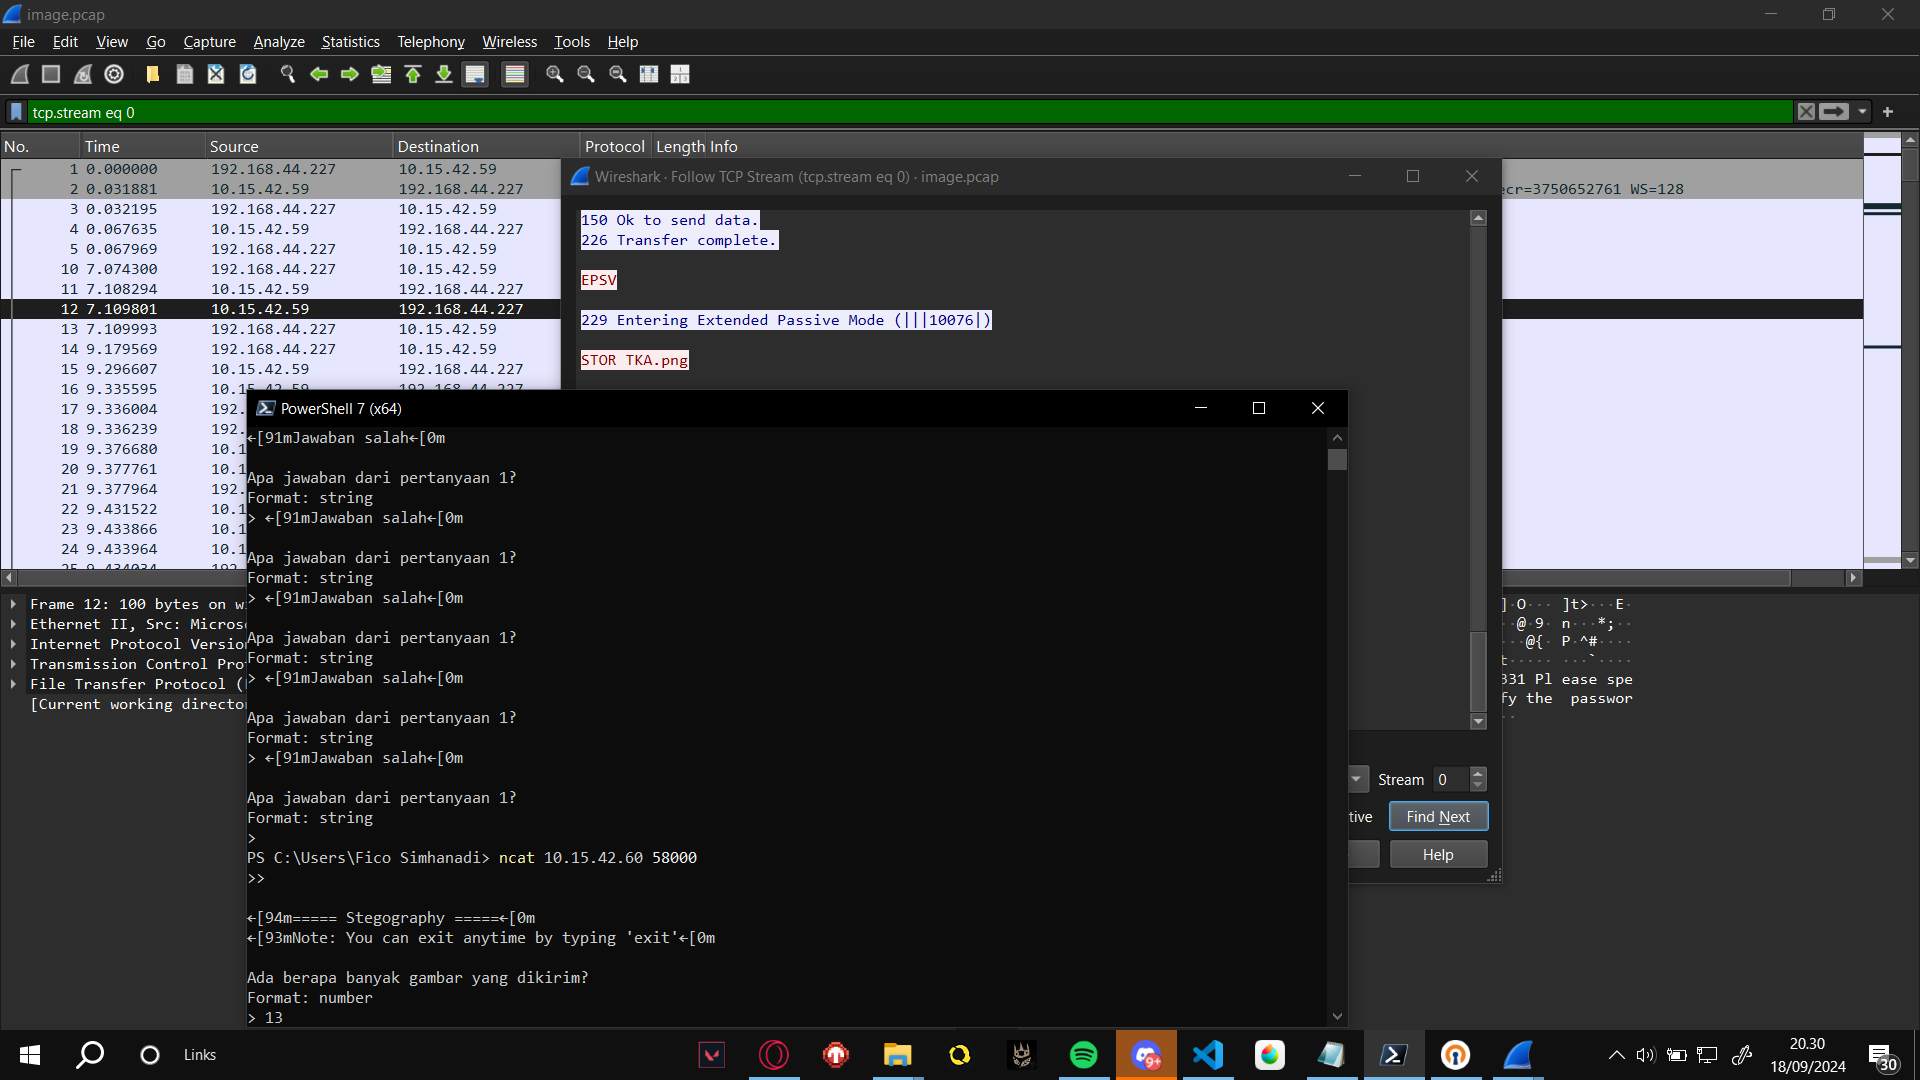 image.pcap
File Edit View Go Capture Analyze Statistics Telephony Wireless Tools Help
tcp.stream eq 0
No. Time Source Destination Protocol Length Info
1 0.000000 192.168.44.227 10.15.42.59
2 0.031881 10.15.42.59 192.168.44.227 ecr=3750652761 WS=128
3 0.032195 192.168.44.227 10.15.42.59
4 0.067635 10.15.42.59 192.168.44.227
5 0.067969 192.168.44.227 10.15.42.59
10 7.074300 192.168.44.227 10.15.42.59
11 7.108294 10.15.42.59 192.168.44.227
12 7.109801 10.15.42.59 192.168.44.227
13 7.109993 192.168.44.227 10.15.42.59
14 9.179569 192.168.44.227 10.15.42.59
15 9.296607 10.15.42.59 192.168.44.227
16 9.335595 10.15.42.59 192.168.44.227
17 9.336004 192.
18 9.336239 192.
19 9.376680 10.1
20 9.377761 10.1
21 9.377964 192.
22 9.431522 10.1
23 9.433866 10.1
24 9.433964 10.1
25 9.434034 192
Wireshark · Follow TCP Stream (tcp.stream eq 0) · image.pcap
150 Ok to send data.
226 Transfer complete.
EPSV
229 Entering Extended Passive Mode (|||10076|)
STOR TKA.png
Stream 0
tive
Find Next
Help
Frame 12: 100 bytes on w
Ethernet II, Src: Micros
Internet Protocol Version
Transmission Control Pro
File Transfer Protocol (
[Current working directo
] O··· ]t>···E·
··@·9· n···*;··
···@{ P·^#····
t····· ···`····
331 Pl ease spe
fy the  passwor
PowerShell 7 (x64)
←[91mJawaban salah←[0m
Apa jawaban dari pertanyaan 1?
Format: string
> ←[91mJawaban salah←[0m
Apa jawaban dari pertanyaan 1?
Format: string
> ←[91mJawaban salah←[0m
Apa jawaban dari pertanyaan 1?
Format: string
> ←[91mJawaban salah←[0m
Apa jawaban dari pertanyaan 1?
Format: string
> ←[91mJawaban salah←[0m
Apa jawaban dari pertanyaan 1?
Format: string
>
PS C:\Users\Fico Simhanadi> ncat 10.15.42.60 58000
>>
←[94m===== Stegography =====←[0m
←[93mNote: You can exit anytime by typing 'exit'←[0m
Ada berapa banyak gambar yang dikirim?
Format: number
> 13
Links
9+
20.30
18/09/2024
30